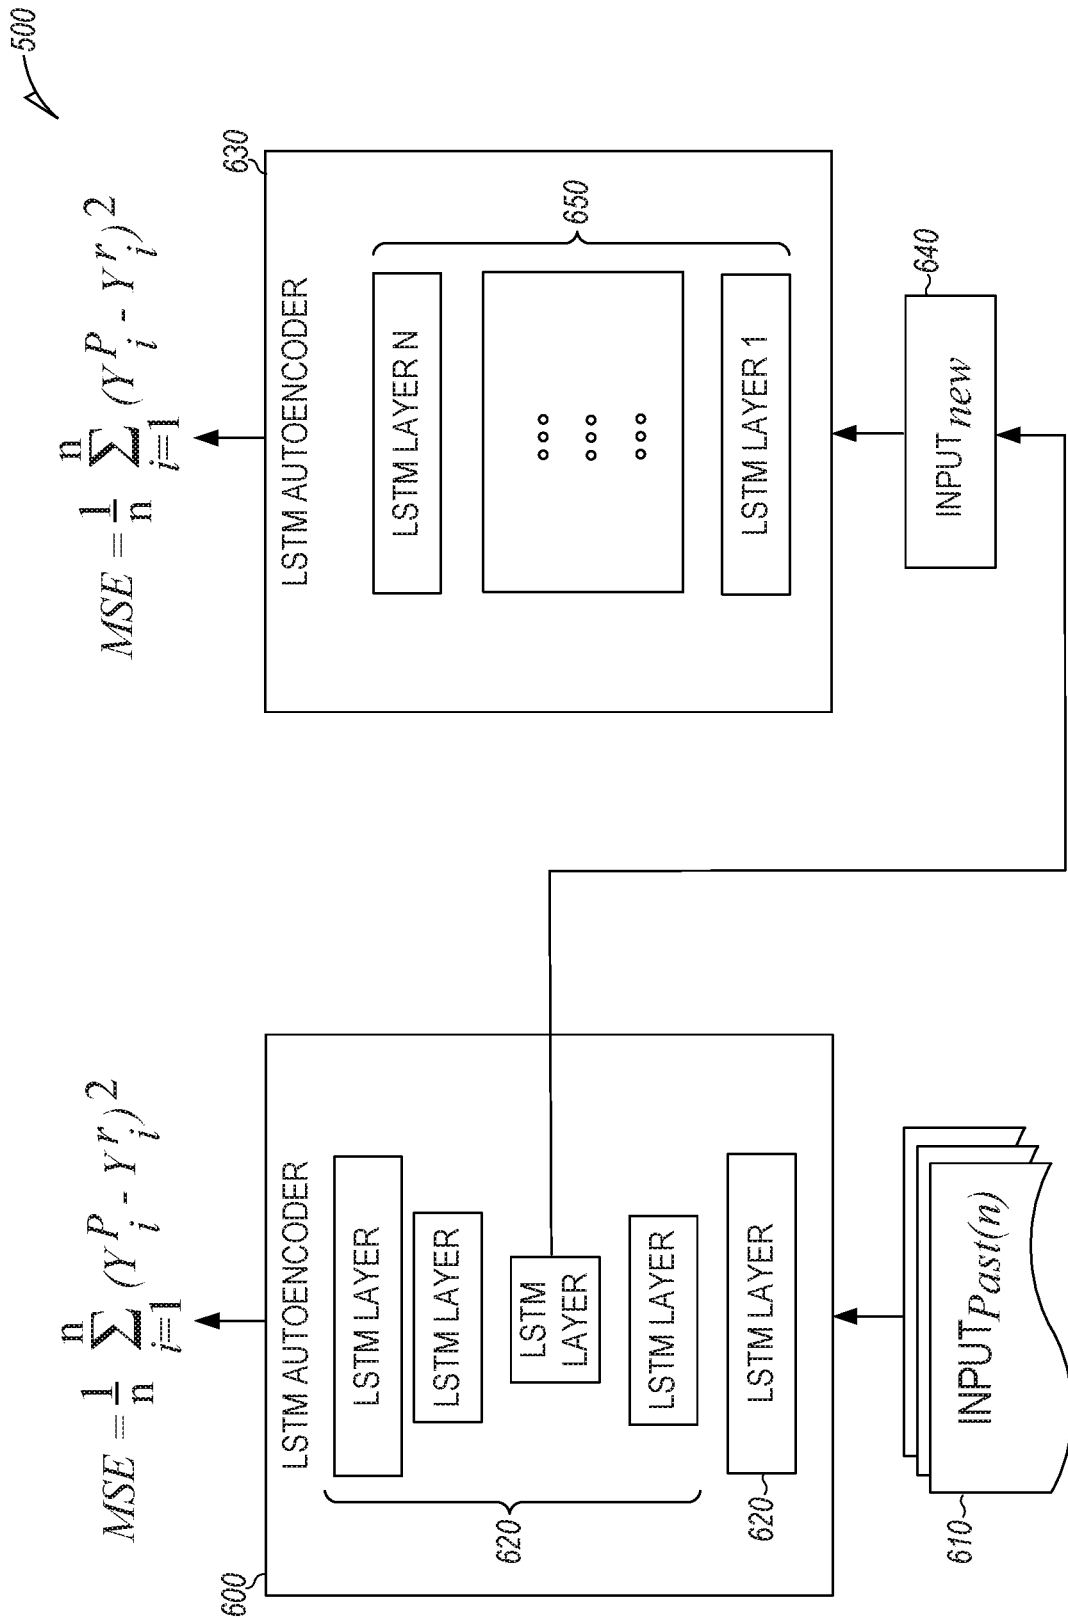 500
MSE = 1/n n∑i=1 (Y^P_i - Y^r_i)^2
600
LSTM AUTOENCODER
LSTM LAYER
LSTM LAYER
LSTM
LAYER
LSTM LAYER
620
LSTM LAYER
620
INPUT Past(n)
610
MSE = 1/n n∑i=1 (Y^P_i - Y^r_i)^2
630
LSTM AUTOENCODER
LSTM LAYER N
650
LSTM LAYER 1
INPUT new
640